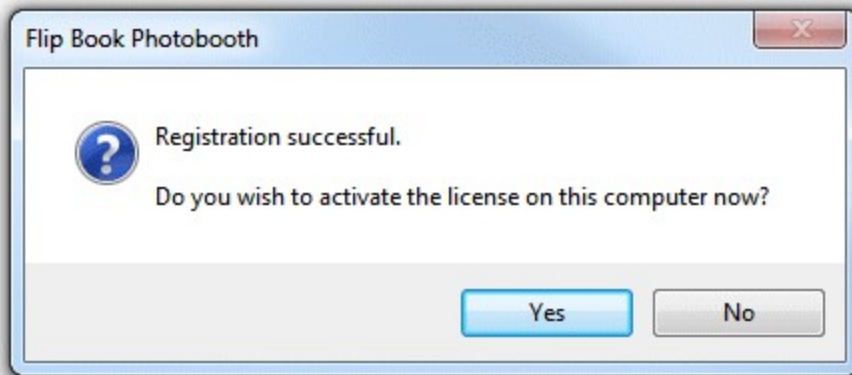 Flip Book Photobooth
Registration successful.
Do you wish to activate the license on this computer now?
Yes
No